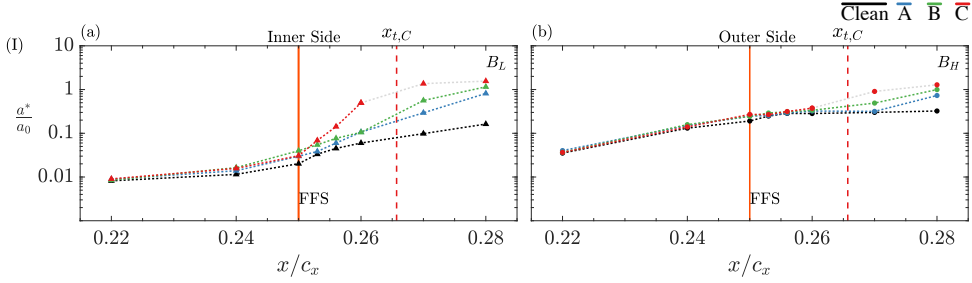 Clean A B C
(I) (a) Inner Side x_{t,C} (b) Outer Side x_{t,C}
10 B_L B_H
1
a*/a_0
0.1
0.01
FFS FFS
0.22 0.24 0.26 0.28 0.22 0.24 0.26 0.28
x/c_x x/c_x